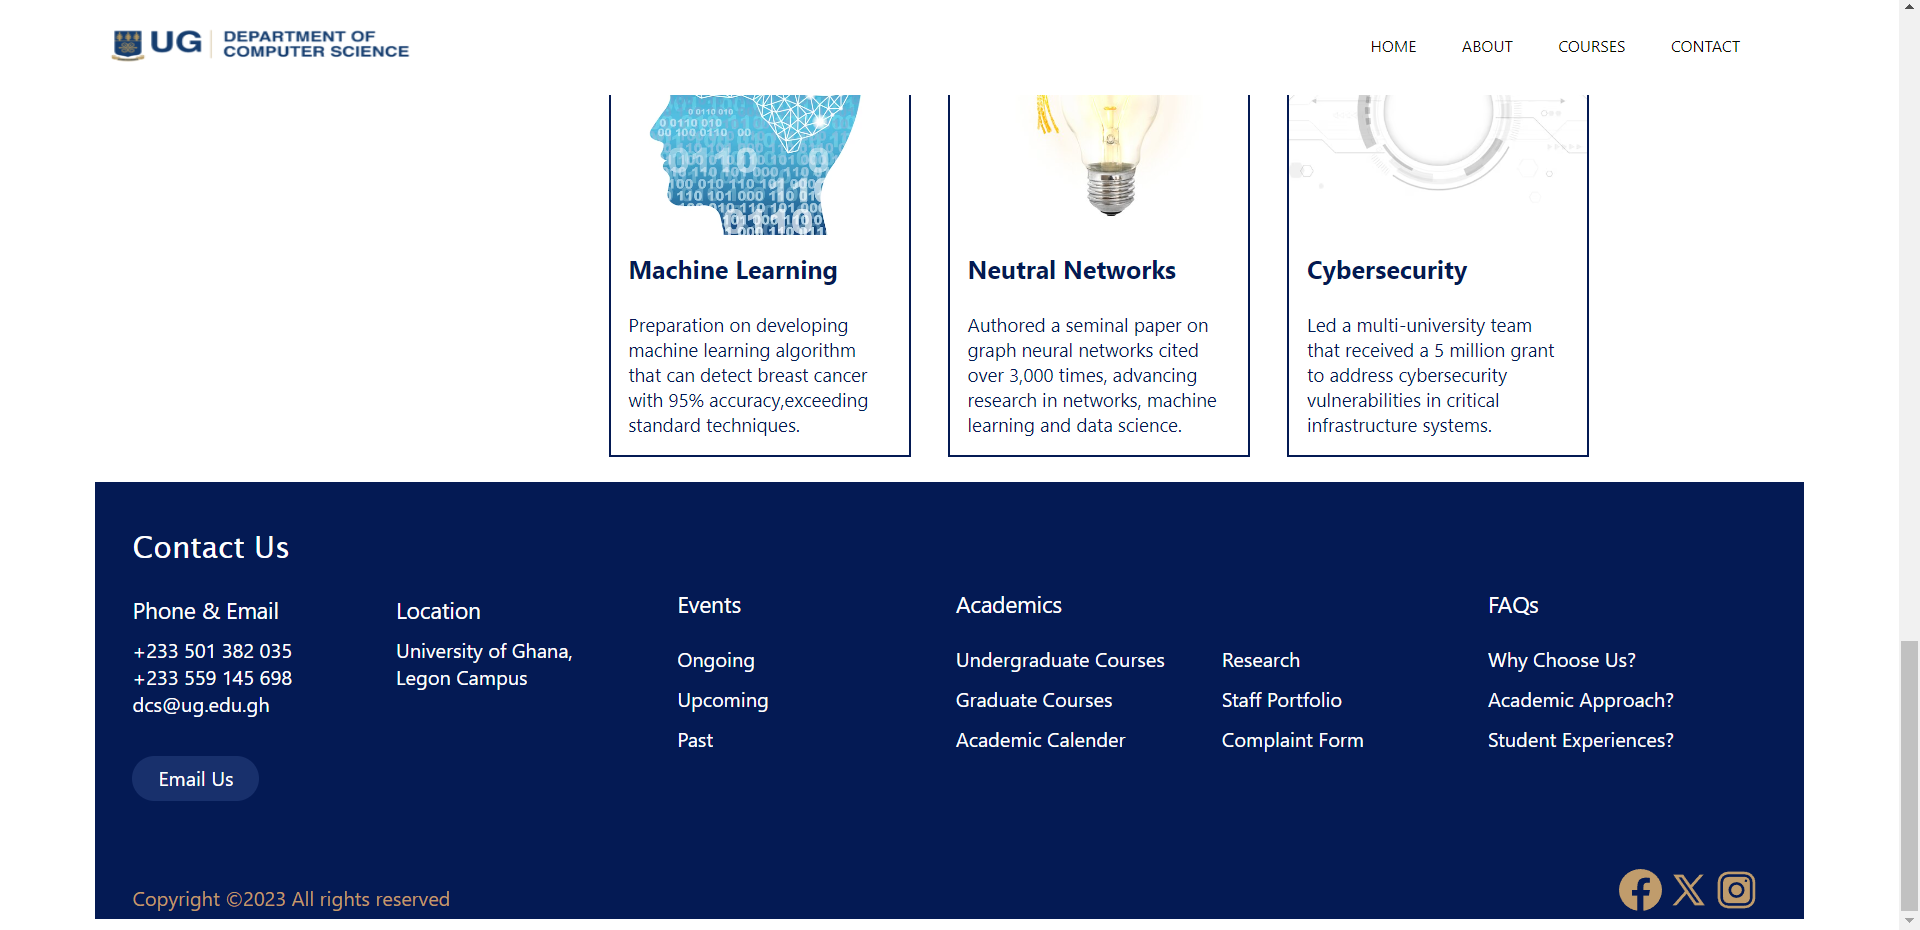 UG DEPARTMENT OF
COMPUTER SCIENCE
HOME ABOUT COURSES CONTACT
Machine Learning
Preparation on developing
machine learning algorithm
that can detect breast cancer
with 95% accuracy,exceeding
standard techniques.
Neutral Networks
Authored a seminal paper on
graph neural networks cited
over 3,000 times, advancing
research in networks, machine
learning and data science.
Cybersecurity
Led a multi-university team
that received a 5 million grant
to address cybersecurity
vulnerabilities in critical
infrastructure systems.
Contact Us
Phone & Email
+233 501 382 035
+233 559 145 698
dcs@ug.edu.gh
Email Us
Location
University of Ghana,
Legon Campus
Events
Ongoing
Upcoming
Past
Academics
Undergraduate Courses
Graduate Courses
Academic Calender
Research
Staff Portfolio
Complaint Form
FAQs
Why Choose Us?
Academic Approach?
Student Experiences?
Copyright ©2023 All rights reserved